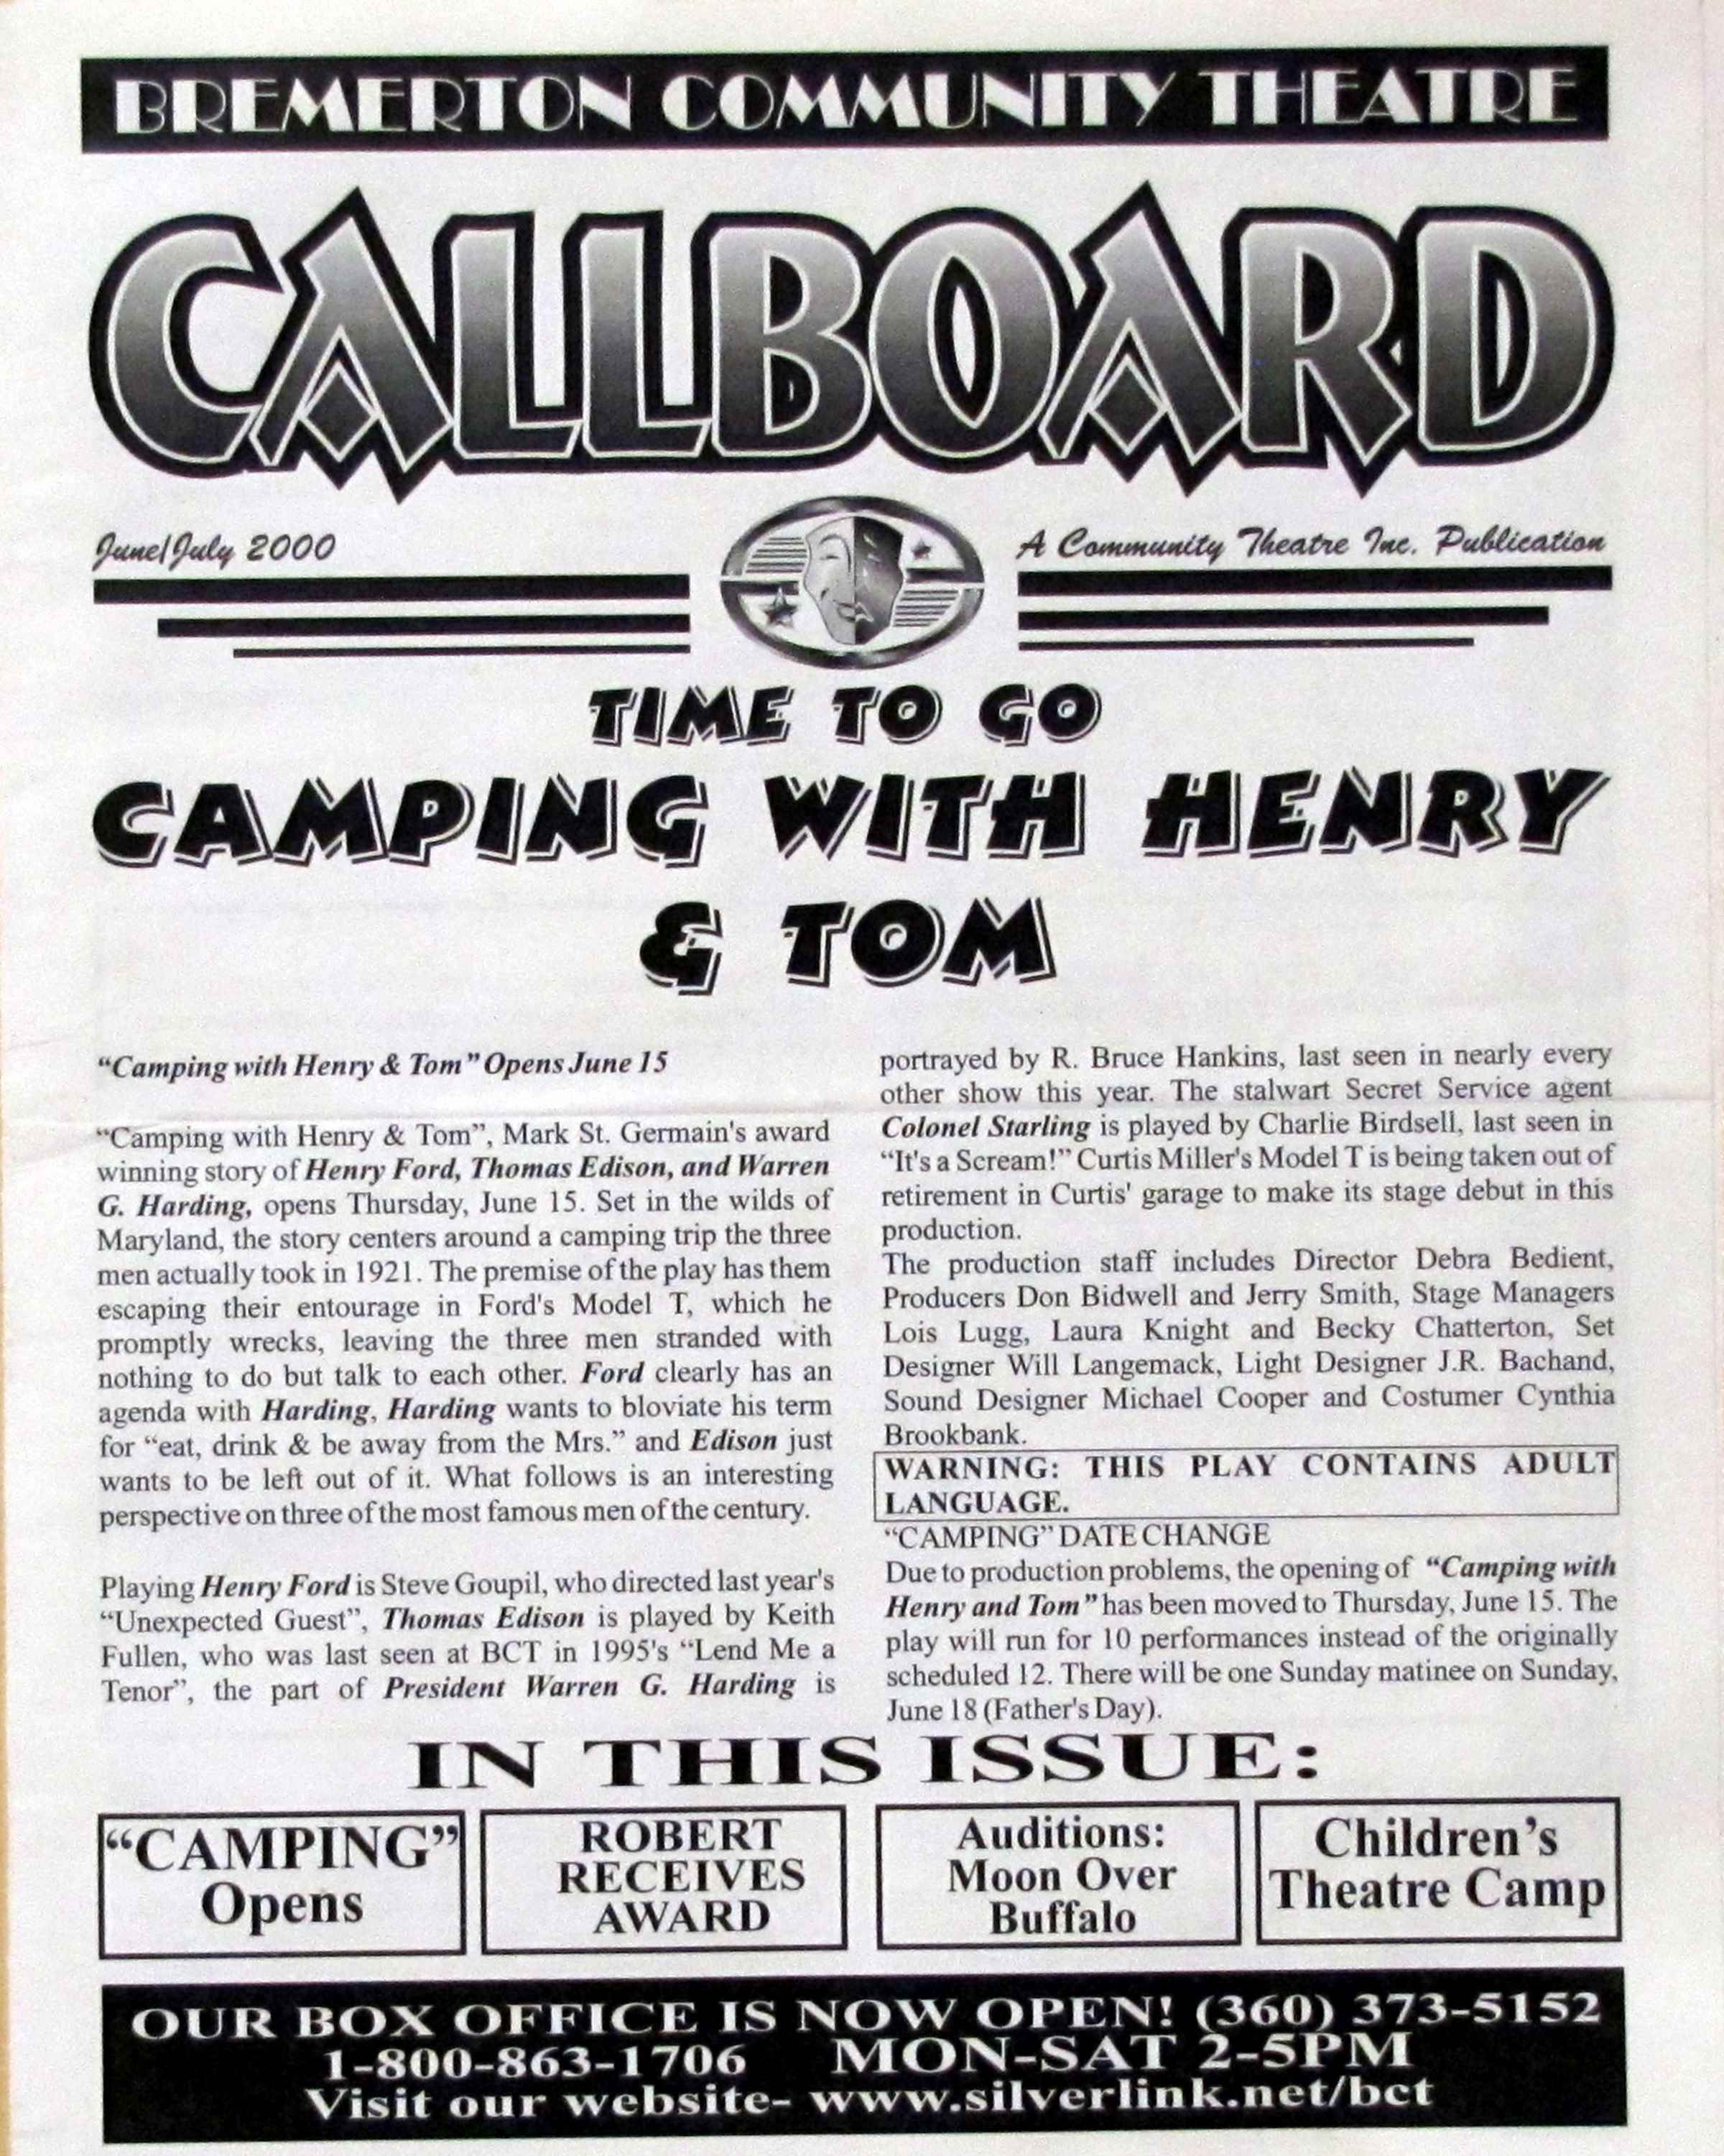 BREMERTON COMMUNITY THEATRE
CALLBOARD
June/July 2000
A Community Theatre Inc. Publication
TIME TO GO
CAMPING WITH HENRY
& TOM
“Camping with Henry & Tom” Opens June 15
“Camping with Henry & Tom”, Mark St. Germain's award
winning story of Henry Ford, Thomas Edison, and Warren
G. Harding, opens Thursday, June 15. Set in the wilds of
Maryland, the story centers around a camping trip the three
men actually took in 1921. The premise of the play has them
escaping their entourage in Ford's Model T, which he
promptly wrecks, leaving the three men stranded with
nothing to do but talk to each other. Ford clearly has an
agenda with Harding, Harding wants to bloviate his term
for “eat, drink & be away from the Mrs.” and Edison just
wants to be left out of it. What follows is an interesting
perspective on three of the most famous men of the century.
Playing Henry Ford is Steve Goupil, who directed last year's
“Unexpected Guest”, Thomas Edison is played by Keith
Fullen, who was last seen at BCT in 1995's “Lend Me a
Tenor”, the part of President Warren G. Harding is
portrayed by R. Bruce Hankins, last seen in nearly every
other show this year. The stalwart Secret Service agent
Colonel Starling is played by Charlie Birdsell, last seen in
“It's a Scream!” Curtis Miller's Model T is being taken out of
retirement in Curtis' garage to make its stage debut in this
production.
The production staff includes Director Debra Bedient,
Producers Don Bidwell and Jerry Smith, Stage Managers
Lois Lugg, Laura Knight and Becky Chatterton, Set
Designer Will Langemack, Light Designer J.R. Bachand,
Sound Designer Michael Cooper and Costumer Cynthia
Brookbank.
WARNING: THIS PLAY CONTAINS ADULT
LANGUAGE.
“CAMPING” DATE CHANGE
Due to production problems, the opening of “Camping with
Henry and Tom” has been moved to Thursday, June 15. The
play will run for 10 performances instead of the originally
scheduled 12. There will be one Sunday matinee on Sunday,
June 18 (Father's Day).
IN THIS ISSUE:
“CAMPING”
Opens
ROBERT
RECEIVES
AWARD
Auditions:
Moon Over
Buffalo
Children’s
Theatre Camp
OUR BOX OFFICE IS NOW OPEN! (360) 373-5152
1-800-863-1706 MON-SAT 2-5PM
Visit our website- www.silverlink.net/bct